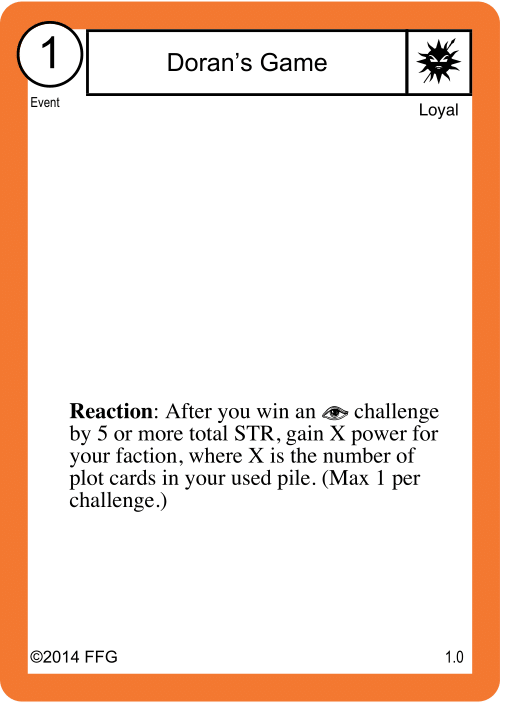 1
Doran’s Game
Event
Loyal
Reaction: After you win an challenge
by 5 or more total STR, gain X power for
your faction, where X is the number of
plot cards in your used pile. (Max 1 per
challenge.)
©2014 FFG
1.0